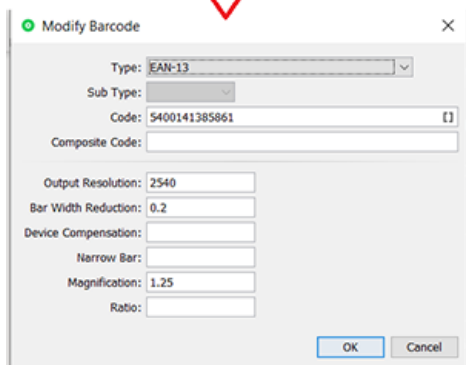 Modify Barcode
Type: EAN-13
Sub Type:
Code: 5400141385861 []
Composite Code:
Output Resolution: 2540
Bar Width Reduction: 0.2
Device Compensation:
Narrow Bar:
Magnification: 1.25
Ratio:
OK Cancel